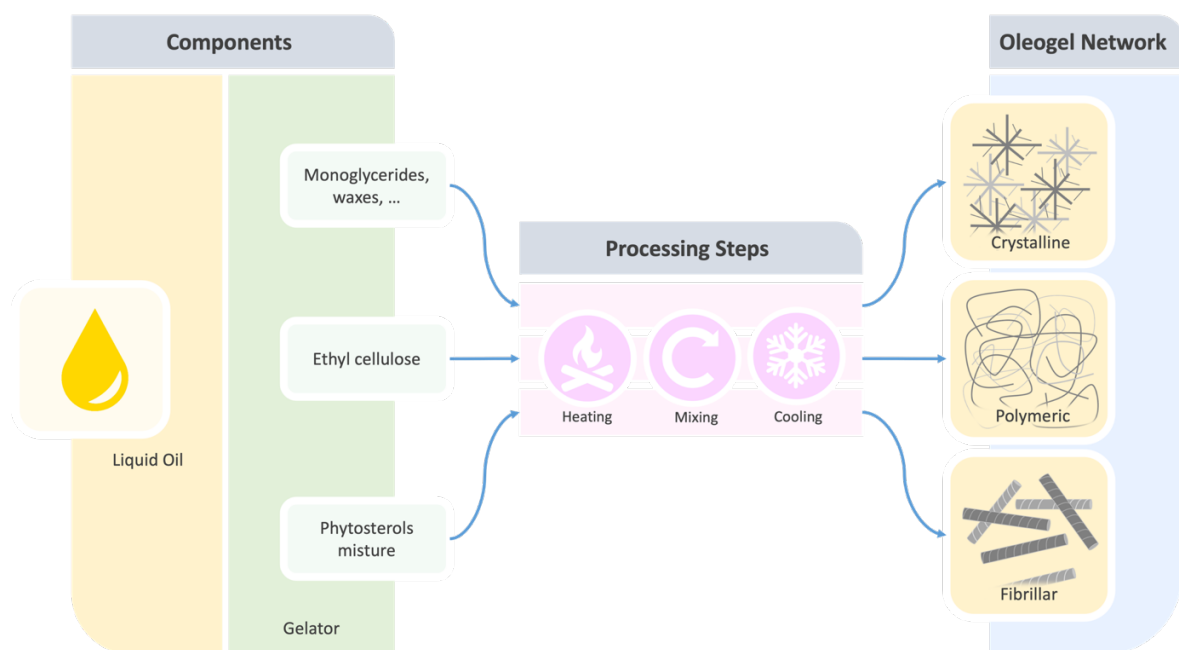 Components
Monoglycerides,
waxes, ...
Ethyl cellulose
Phytosterols
misture
Liquid Oil
Gelator
Processing Steps
Heating
Mixing
Cooling
Oleogel Network
Crystalline
Polymeric
Fibrillar